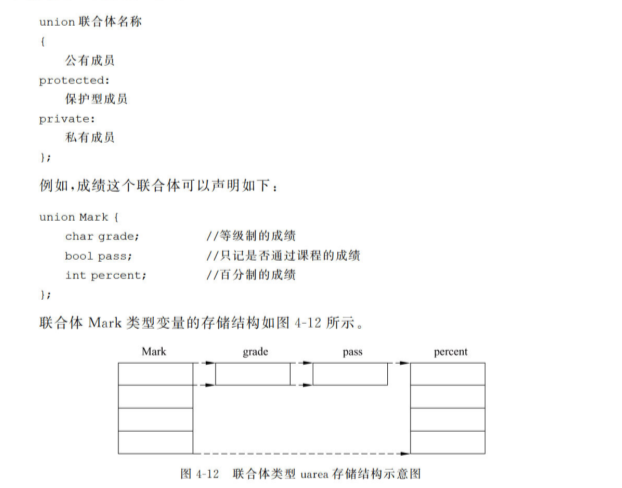 union 联合体名称
{
公有成员
protected:
保护型成员
private:
私有成员
};
例如,成绩这个联合体可以声明如下:
union Mark {
char grade; //等级制的成绩
bool pass; //只记是否通过课程的成绩
int percent; //百分制的成绩
};
联合体 Mark 类型变量的存储结构如图 4-12 所示。
Mark grade pass percent
图 4-12 联合体类型 uarea 存储结构示意图